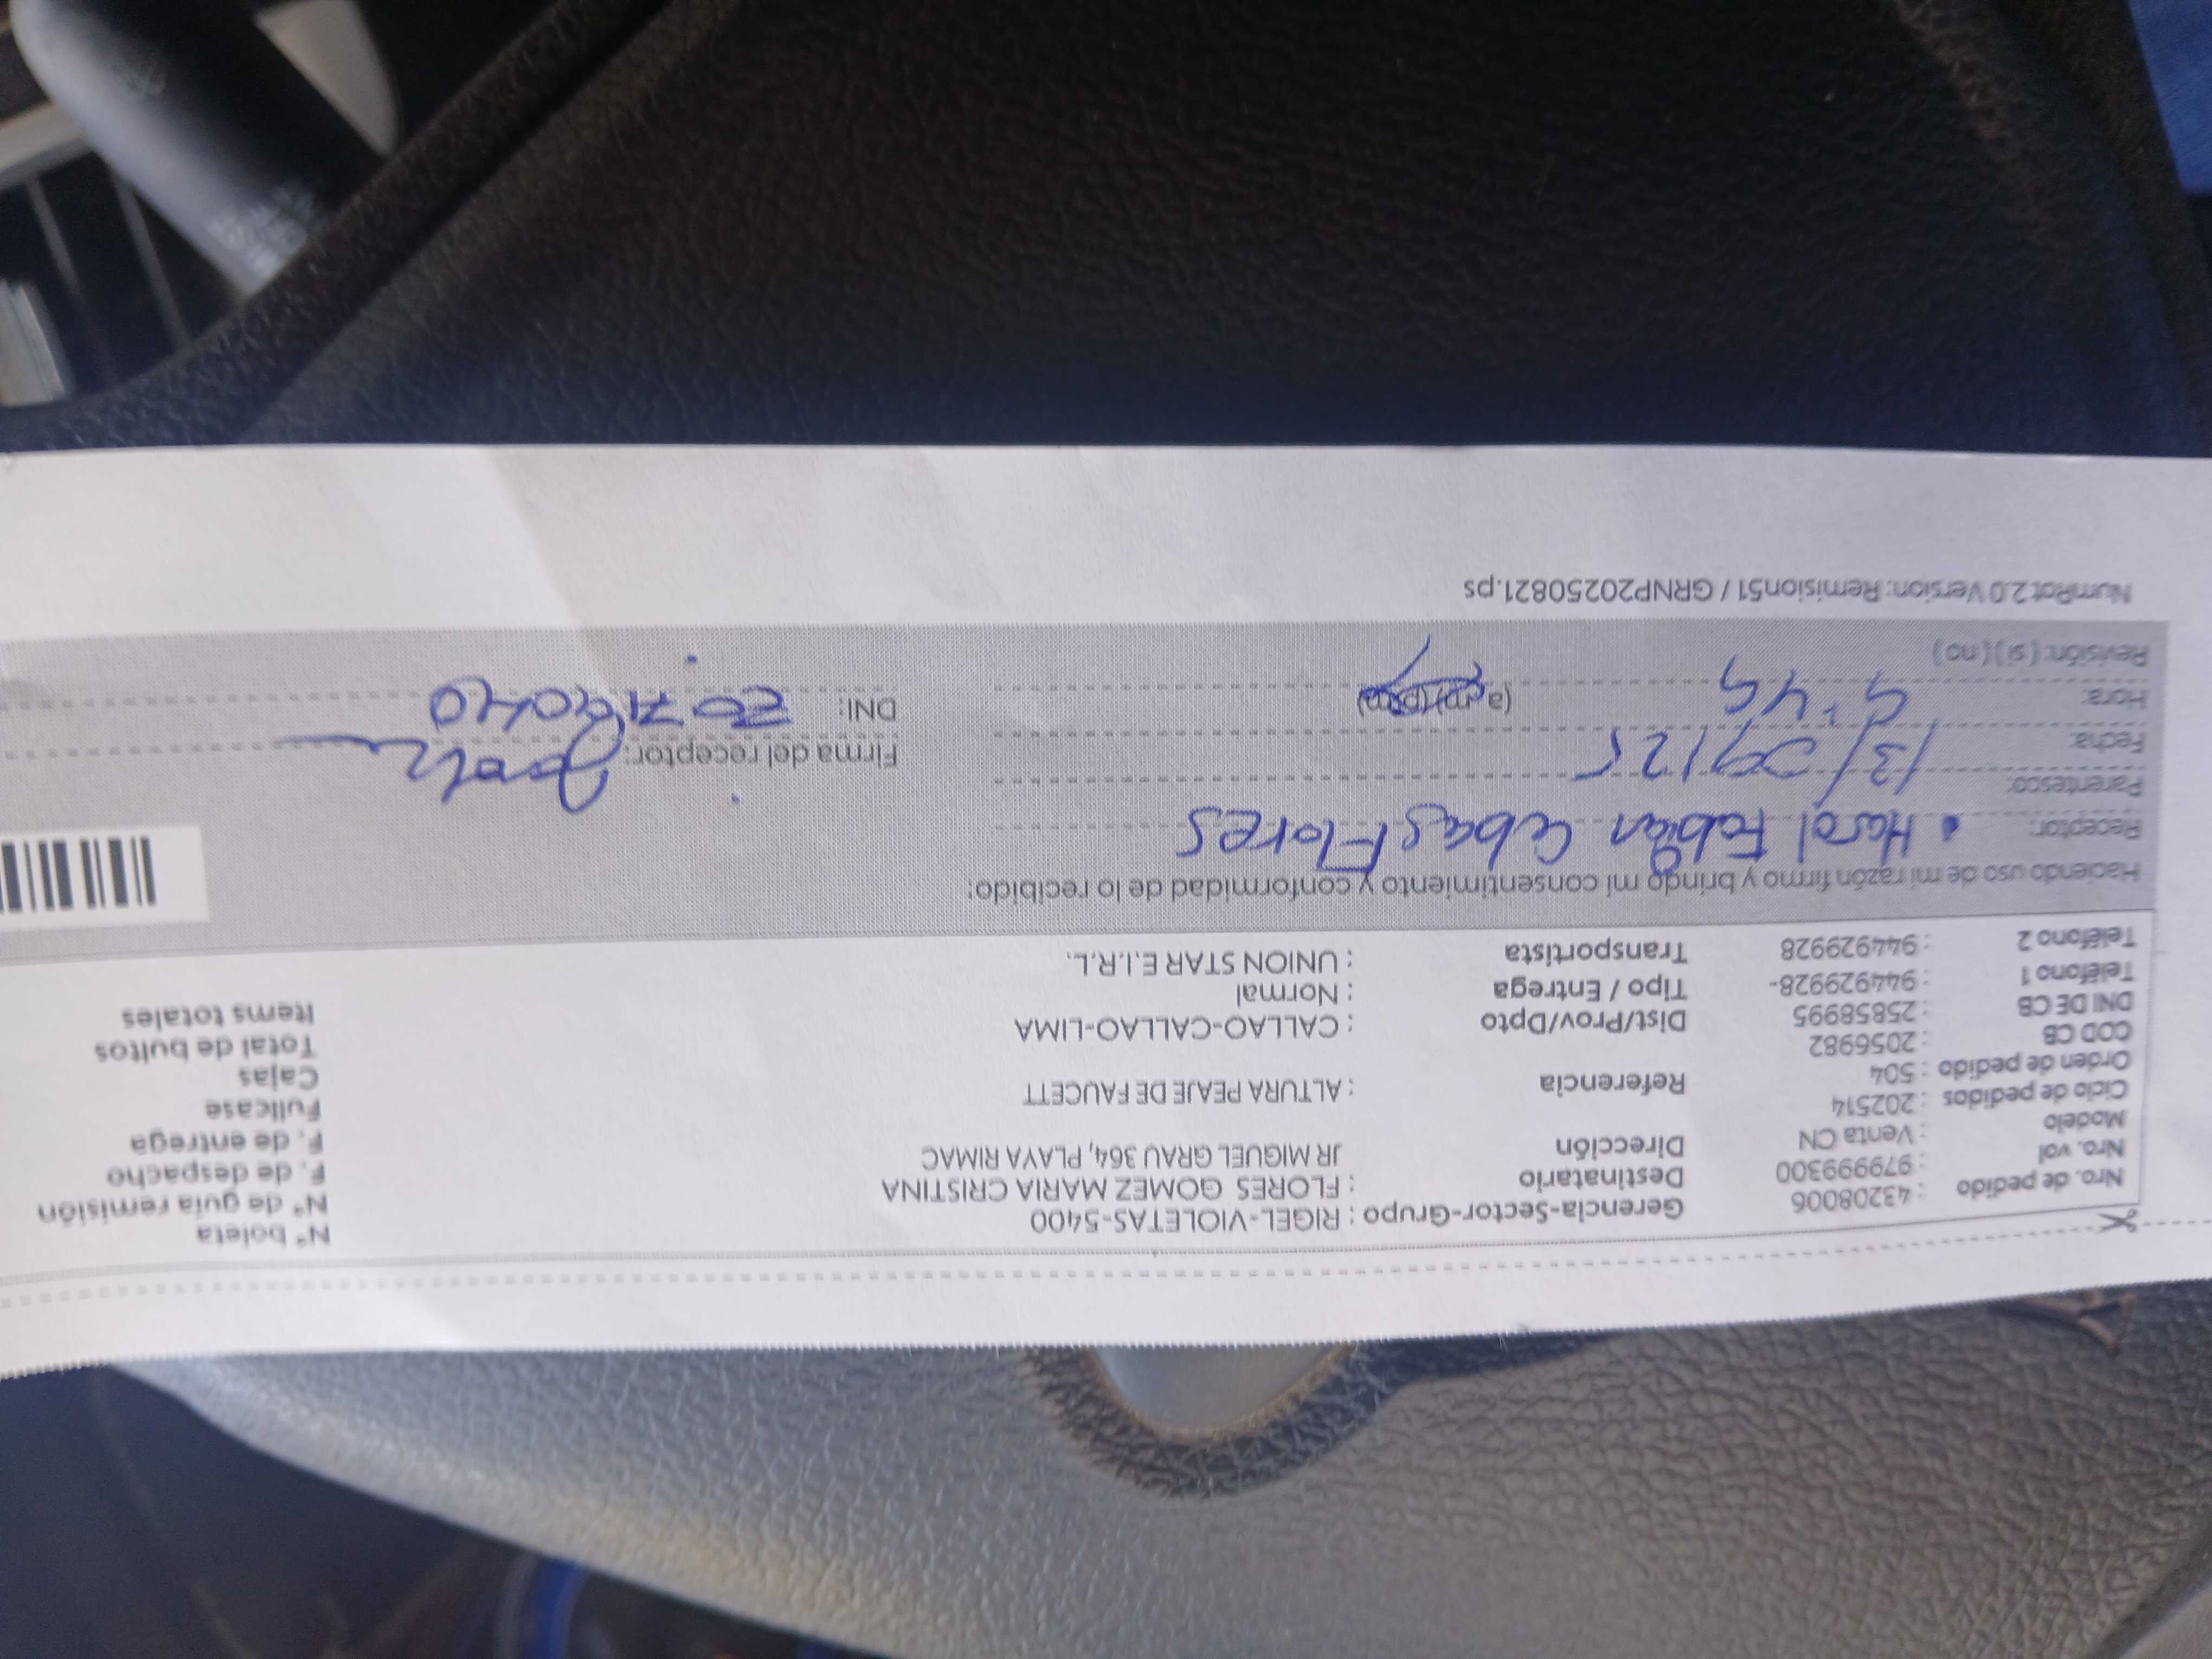 Nro. de pedido : 43208006 Gerencia-Sector-Grupo : RIGEL-VIOLETAS-5400 N° boleta
Nro. vol : 97999300 Destinatario : FLORES GOMEZ MARIA CRISTINA N° de guía remisión
Modelo : Venta CN Dirección JR MIGUEL GRAU 364, PLAYA RIMAC F. de despacho
Ciclo de pedidos : 202514 F. de entrega
Orden de pedido : 504 Referencia : ALTURA PEAJE DE FAUCETT Fullcase
COD CB : 2056982 Cajas
DNI DE CB : 25858995 Dist/Prov/Dpto : CALLAO-CALLAO-LIMA Total de bultos
Teléfono 1 : 944929928- Tipo / Entrega : Normal Items totales
Teléfono 2 : 944929928 Transportista : UNION STAR E.I.R.L.
Haciendo uso de mi razón firmo y brindo mi consentimiento y conformidad de lo recibido:
Receptor: Harol Fabián Flores
Parentesco:
Fecha: 13/09/25 Firma del receptor:
Hora: (a DNI:
Revisión: ( si ) ( no )
NumRot 2.0 Version: Remision51 / GRNP20250821.ps